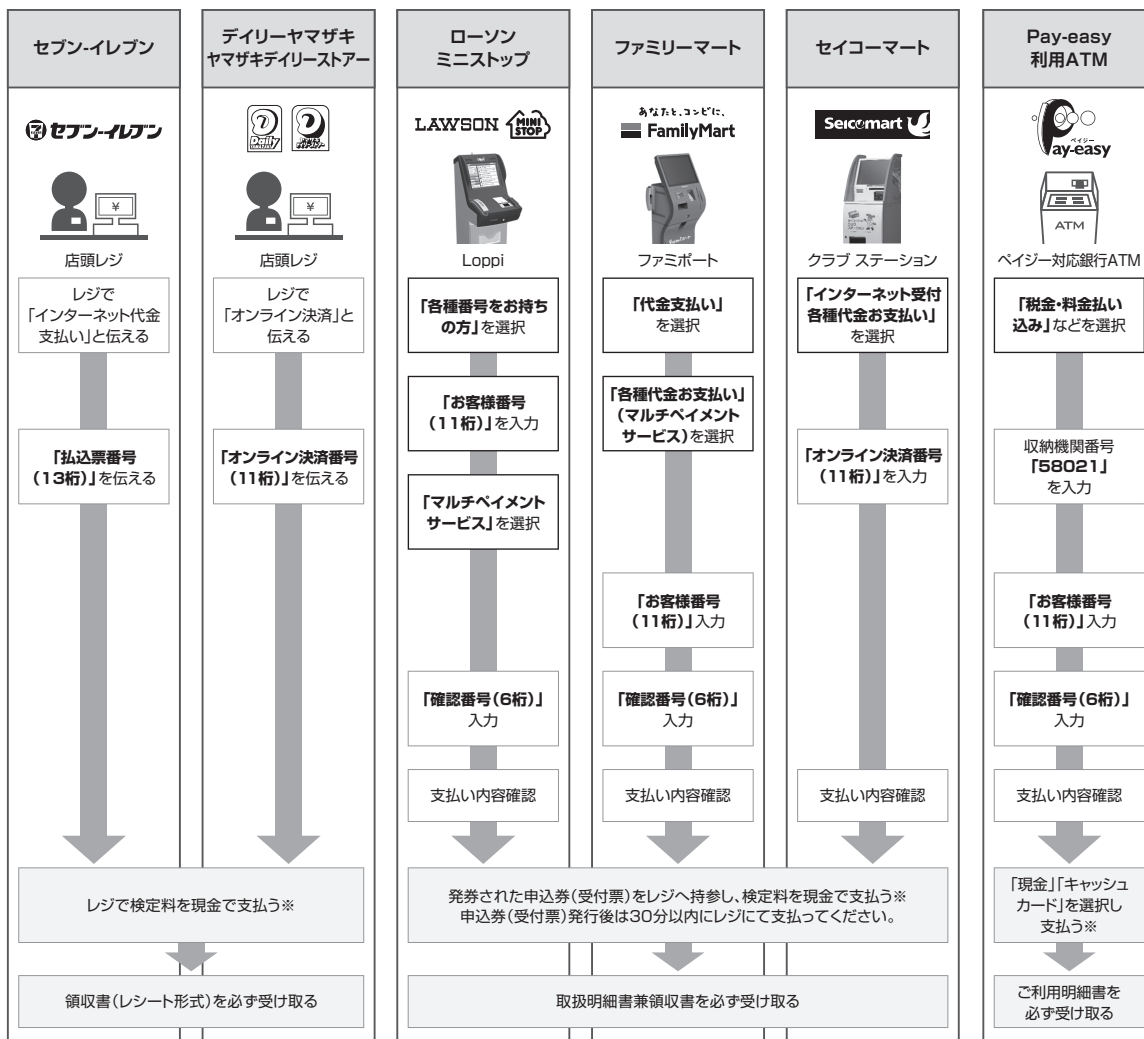 セブン-イレブン
セブン-イレブン
¥
店頭レジ
レジで
「インターネット代金
支払い」と伝える
「払込票番号
(13桁)」を伝える
デイリーヤマザキ
ヤマザキデイリーストアー
Daily
¥
店頭レジ
レジで
「オンライン決済」と
伝える
「オンライン決済番号
(11桁)」を伝える
レジで検定料を現金で支払う※
領収書(レシート形式)を必ず受け取る
ローソン
ミニストップ
LAWSON
MINI
STOP
Loppi
「各種番号をお持ち
の方」を選択
「お客様番号
(11桁)」を入力
「マルチペイメント
サービス」を選択
「確認番号(6桁)」
入力
支払い内容確認
ファミリーマート
あなたと、コンビに、
FamilyMart
ファミポート
「代金支払い」
を選択
「各種代金お支払い」
(マルチペイメント
サービス)を選択
「お客様番号
(11桁)」入力
「確認番号(6桁)」
入力
支払い内容確認
セイコーマート
Seicomart
クラブ ステーション
「インターネット受付
各種代金お支払い」
を選択
「オンライン決済番号
(11桁)」を入力
支払い内容確認
発券された申込券(受付票)をレジへ持参し、検定料を現金で支払う※
申込券(受付票)発行後は30分以内にレジにて支払ってください。
取扱明細書兼領収書を必ず受け取る
Pay-easy
利用ATM
ペイジー
Pay-easy
ATM
ペイジー対応銀行ATM
「税金・料金払い
込み」などを選択
収納機関番号
「58021」
を入力
「お客様番号
(11桁)」入力
「確認番号(6桁)」
入力
支払い内容確認
「現金」「キャッシュ
カード」を選択し
支払う※
ご利用明細書を
必ず受け取る